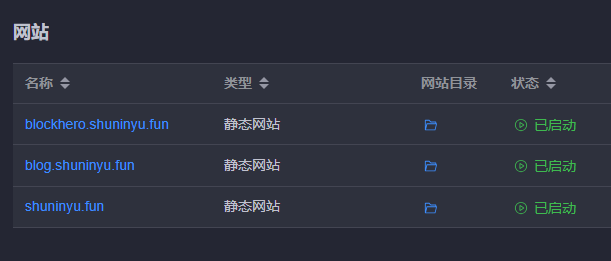 网站
名称 类型 网站目录 状态
blockhero.shuninyu.fun 静态网站 已启动
blog.shuninyu.fun 静态网站 已启动
shuninyu.fun 静态网站 已启动